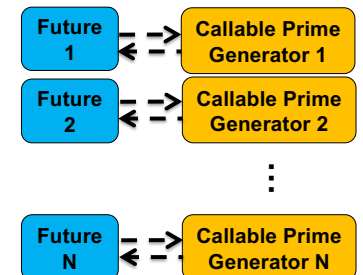 Future
1
Callable Prime
Generator 1
Future
2
Callable Prime
Generator 2
⋮
Future
N
Callable Prime
Generator N